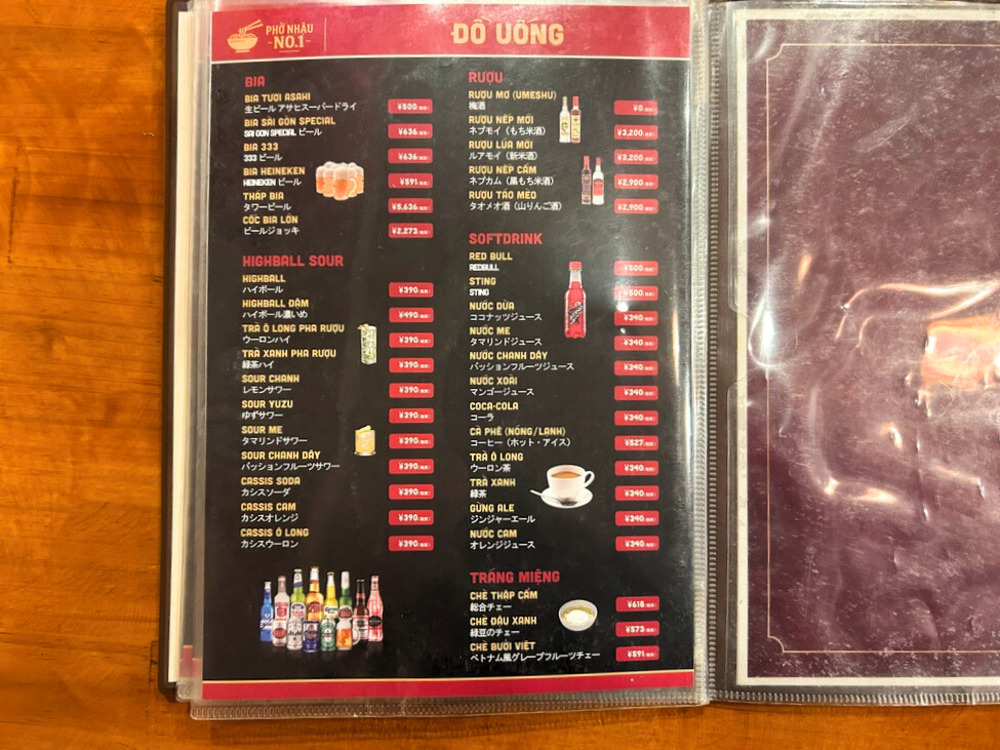 PHỞ NHẬU
NO.1
ĐỒ UỐNG
BIA
BIA TƯƠI ASAHI
生ビール アサヒスーパードライ
¥500
BIA SÀI GÒN SPECIAL
SAI GON SPECIAL ビール
¥636
BIA 333
333 ビール
¥636
BIA HEINEKEN
HEINEKEN ビール
¥591
THÁP BIA
タワービール
¥5,636
CỐC BIA LỚN
ビールジョッキ
¥2,273
HIGHBALL SOUR
HIGHBALL
ハイボール
¥390
HIGHBALL ĐẬM
ハイボール濃いめ
¥490
TRÀ Ô LONG PHA RƯỢU
ウーロンハイ
¥390
TRÀ XANH PHA RƯỢU
緑茶ハイ
¥390
SOUR CHANH
レモンサワー
¥390
SOUR YUZU
ゆずサワー
¥390
SOUR ME
タマリンドサワー
¥390
SOUR CHANH DÂY
パッションフルーツサワー
¥390
CASSIS SODA
カシスソーダ
¥390
CASSIS CAM
カシスオレンジ
¥390
CASSIS Ô LONG
カシスウーロン
¥390
RƯỢU
RƯỢU MƠ (UMESHU)
梅酒
¥0
RƯỢU NẾP MỚI
ネプモイ（もち米酒）
¥3,200
RƯỢU LÚA MỚI
ルアモイ（新米酒）
¥3,200
RƯỢU NẾP CẨM
ネプカム（黒もち米酒）
¥2,900
RƯỢU TÁO MÈO
タオメオ酒（山りんご酒）
¥2,900
SOFTDRINK
RED BULL
REDBULL
¥500
STING
STING
¥500
NƯỚC DỪA
ココナッツジュース
¥340
NƯỚC ME
タマリンドジュース
¥340
NƯỚC CHANH DÂY
パッションフルーツジュース
¥340
NƯỚC XOÀI
マンゴージュース
¥340
COCA-COLA
コーラ
¥340
CÀ PHÊ (NÓNG/LẠNH)
コーヒー（ホット・アイス）
¥527
TRÀ Ô LONG
ウーロン茶
¥340
TRÀ XANH
緑茶
¥340
GỪNG ALE
ジンジャーエール
¥340
NƯỚC CAM
オレンジジュース
¥340
TRÁNG MIỆNG
CHÈ THẬP CẨM
総合チェー
¥618
CHÈ ĐẬU XANH
緑豆のチェー
¥573
CHÈ BƯỞI VIỆT
ベトナム風グレープフルーツチェー
¥591